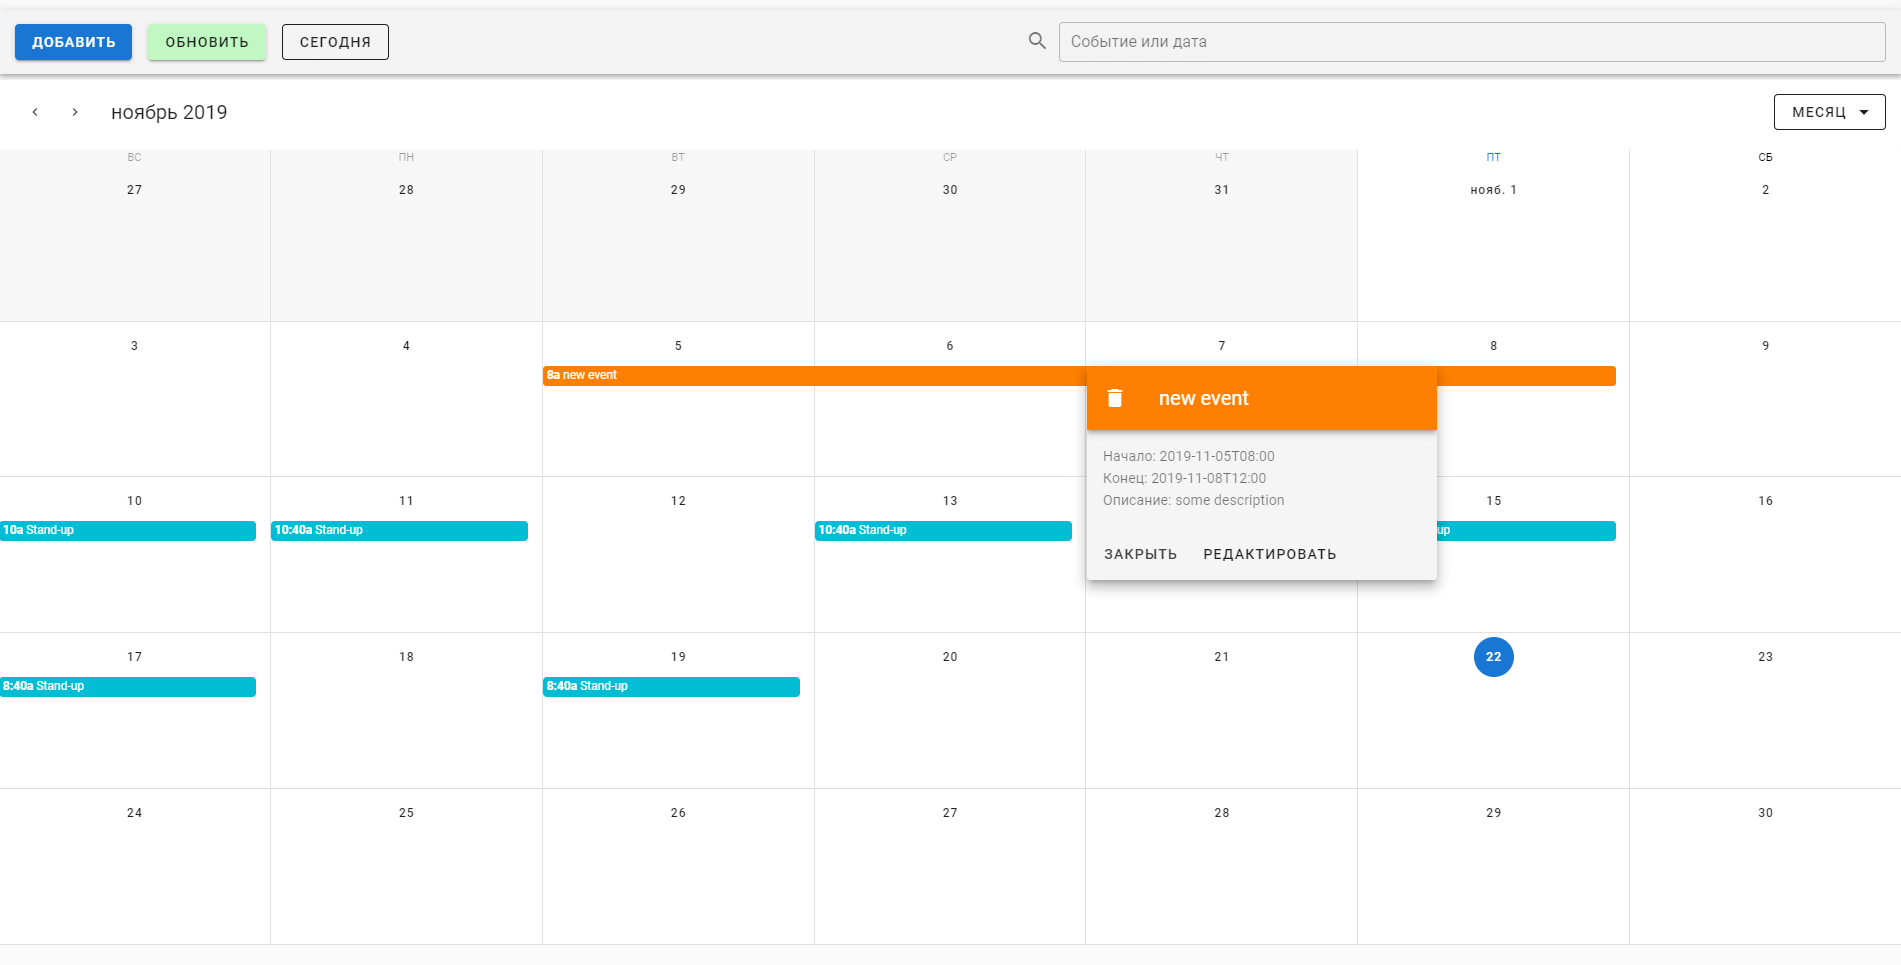 ДОБАВИТЬ ОБНОВИТЬ СЕГОДНЯ Событие или дата
ноябрь 2019 МЕСЯЦ
ВС ПН ВТ СР ЧТ ПТ СБ
27 28 29 30 31 нояб. 1 2
3 4 5 6 7 8 9
8a new event
new event
Начало: 2019-11-05T08:00
Конец: 2019-11-08T12:00
Описание: some description
ЗАКРЫТЬ РЕДАКТИРОВАТЬ
10 11 12 13 15 16
10a Stand-up 10:40a Stand-up 10:40a Stand-up up
17 18 19 20 21 22 23
8:40a Stand-up 8:40a Stand-up
24 25 26 27 28 29 30